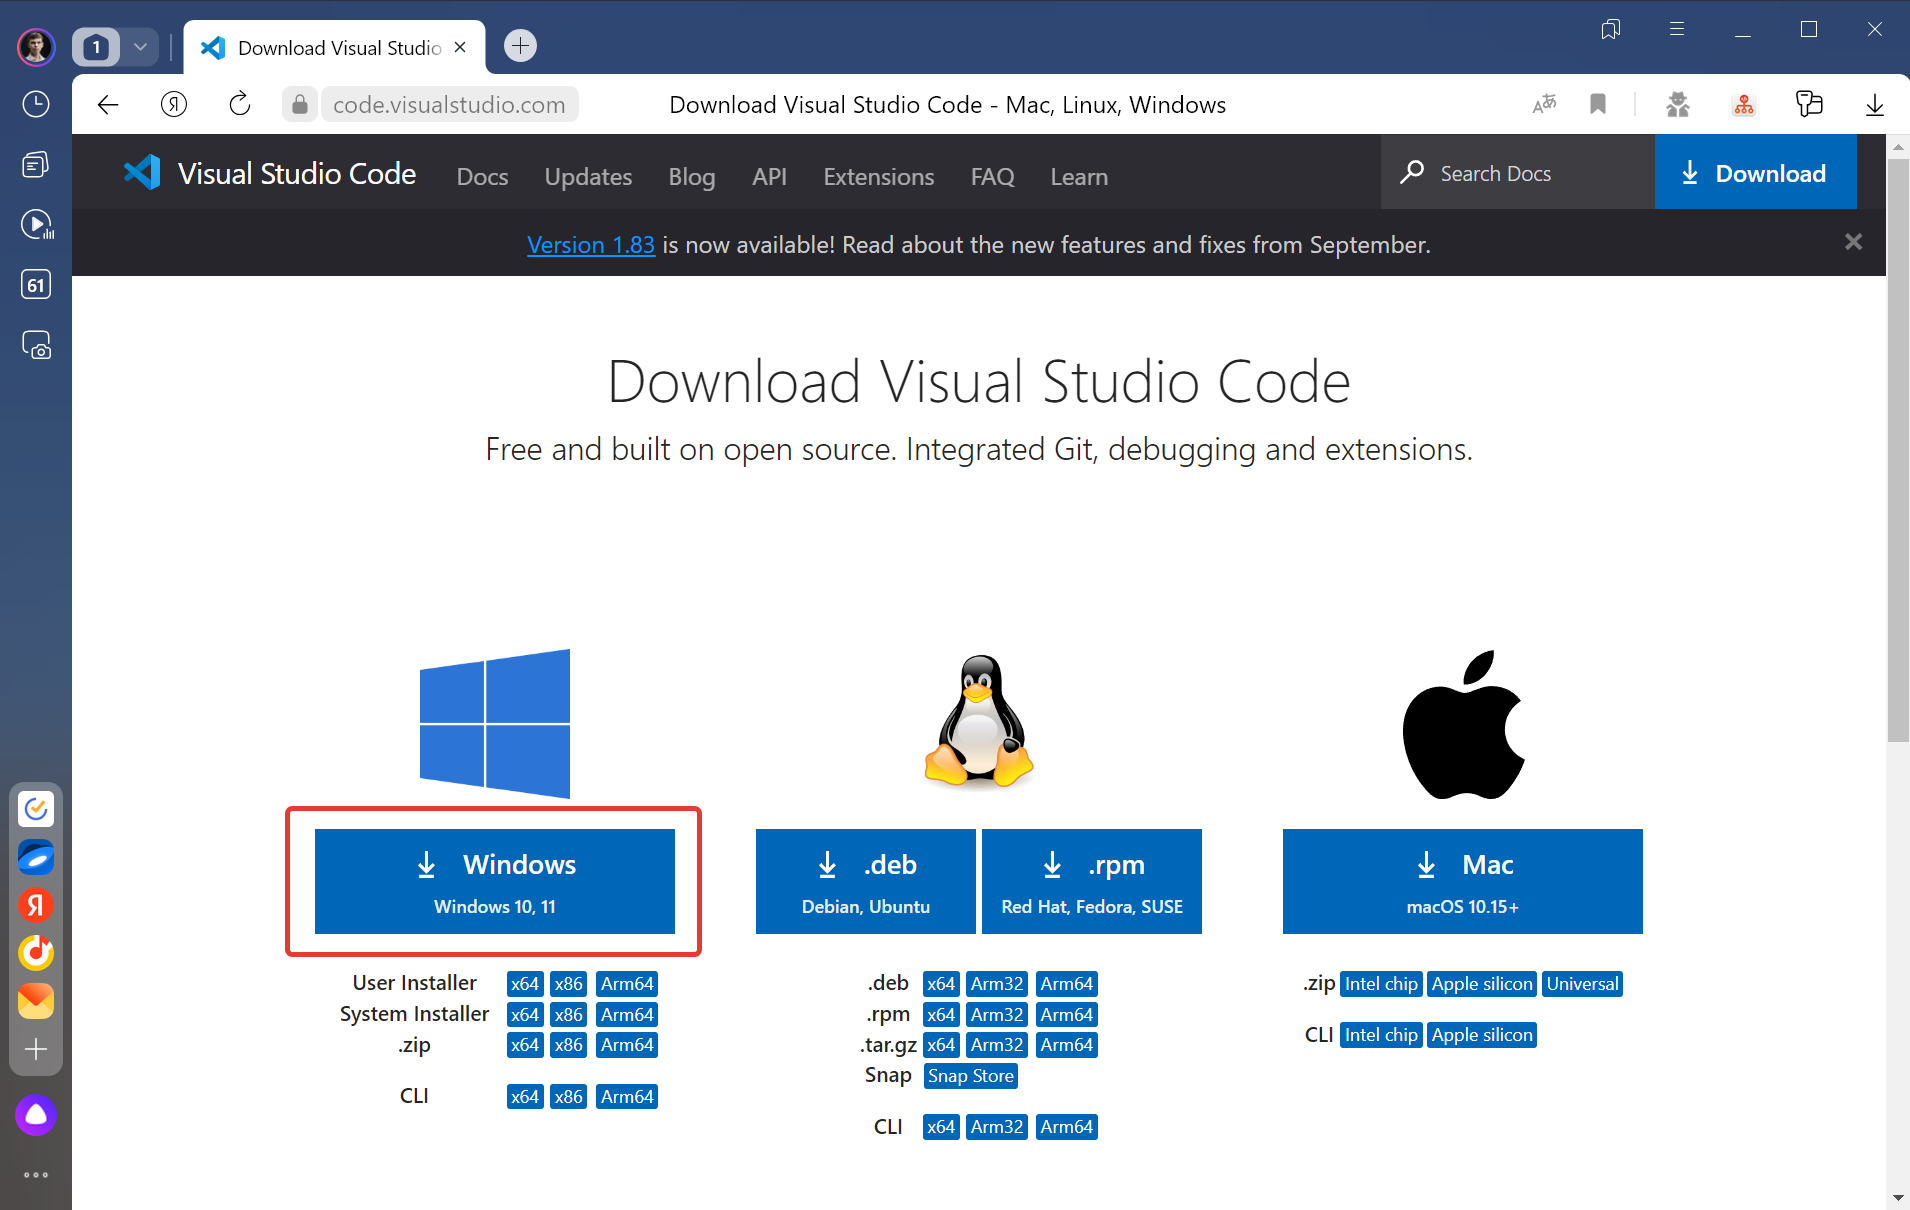 1
Download Visual Studio
Я
code.visualstudio.com
Download Visual Studio Code - Mac, Linux, Windows
Visual Studio Code
Docs
Updates
Blog
API
Extensions
FAQ
Learn
Search Docs
Download
Version 1.83 is now available! Read about the new features and fixes from September.
61
Download Visual Studio Code
Free and built on open source. Integrated Git, debugging and extensions.
Windows
Windows 10, 11
.deb
Debian, Ubuntu
.rpm
Red Hat, Fedora, SUSE
Mac
macOS 10.15+
User Installer x64 x86 Arm64
System Installer x64 x86 Arm64
.zip x64 x86 Arm64
CLI x64 x86 Arm64
.deb x64 Arm32 Arm64
.rpm x64 Arm32 Arm64
.tar.gz x64 Arm32 Arm64
Snap Snap Store
CLI x64 Arm32 Arm64
.zip Intel chip Apple silicon Universal
CLI Intel chip Apple silicon
Я